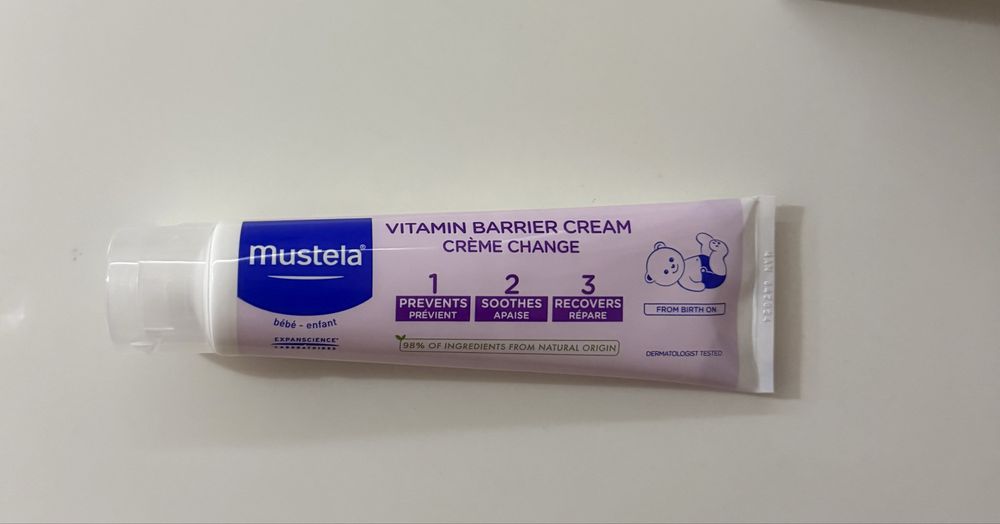 mustela®
bébé - enfant
EXPANSCIENCE®
LABORATOIRES
VITAMIN BARRIER CREAM
CRÈME CHANGE
1 2 3
PREVENTS SOOTHES RECOVERS
PRÉVIENT APAISE RÉPARE
98% OF INGREDIENTS FROM NATURAL ORIGIN
FROM BIRTH ON
DERMATOLOGIST TESTED